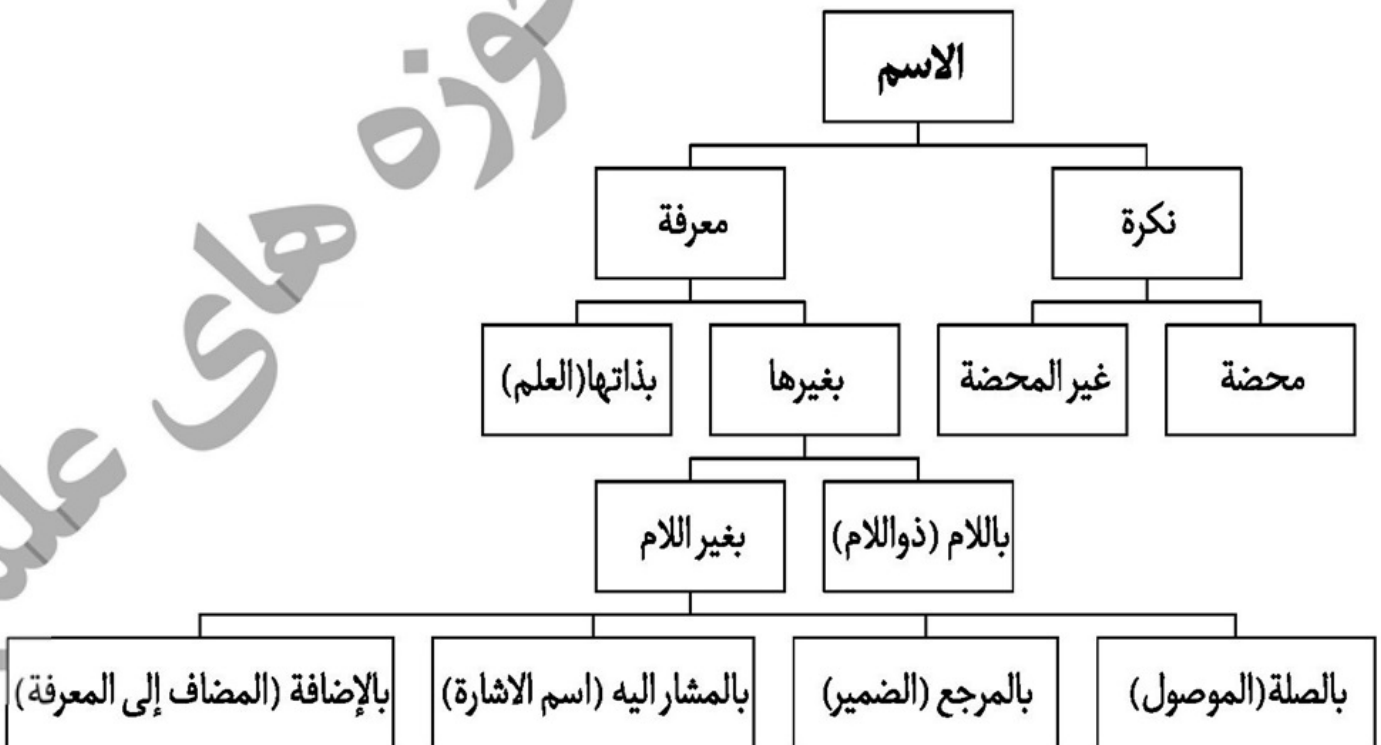 الاسم
نكرة
معرفة
محضة
غير المحضة
بغيرها
بذاتها(العلم)
باللام (ذواللام)
بغير اللام
بالصلة(الموصول)
بالمرجع (الضمير)
بالمشار اليه (اسم الاشارة)
بالإضافة (المضاف إلى المعرفة)
های